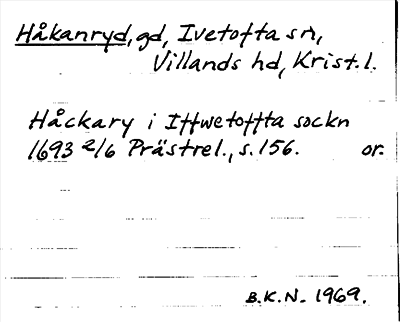 Håkanryd, gd, Ivetofta sn,
Villands hd, Krist. l.
Håckary i Iffwetoffta sockn
1693 2/6 Prästrel., s. 156. or.
B.K.N. 1969.